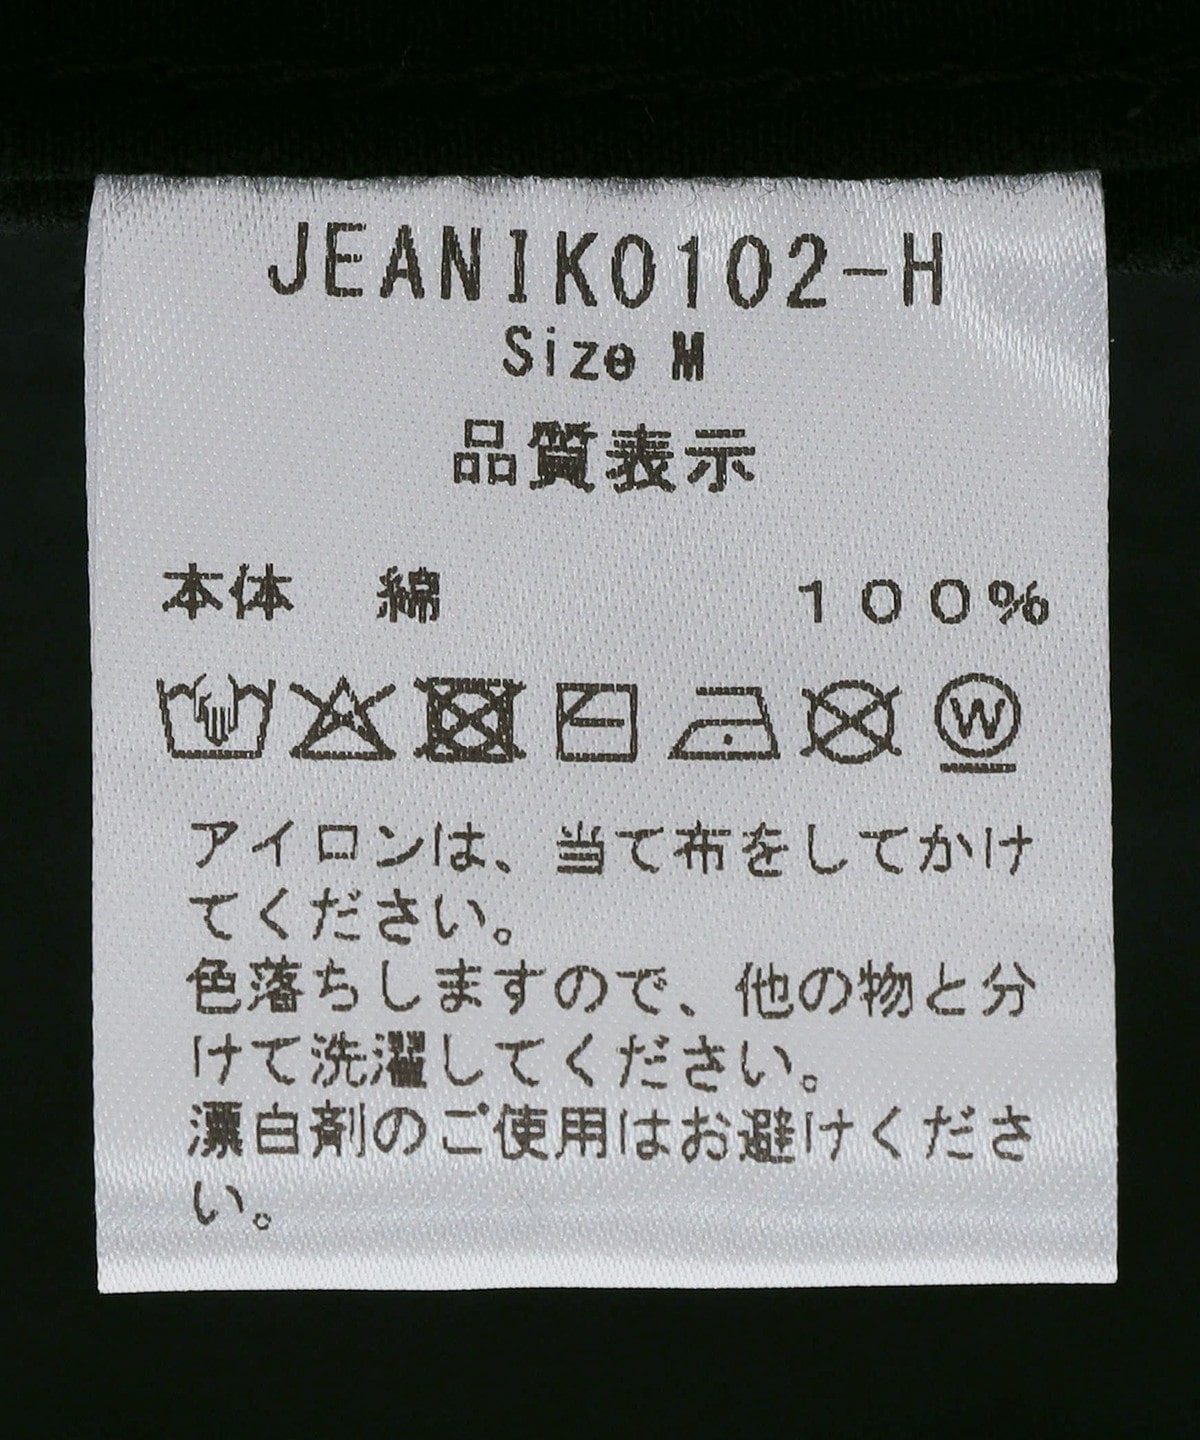 JEANIKO102-H
Size M
品質表示
本体　綿　１００％
W
アイロンは、当て布をしてかけ
てください。
色落ちしますので、他の物と分
けて洗濯してください。
漂白剤のご使用はお避けくださ
い。